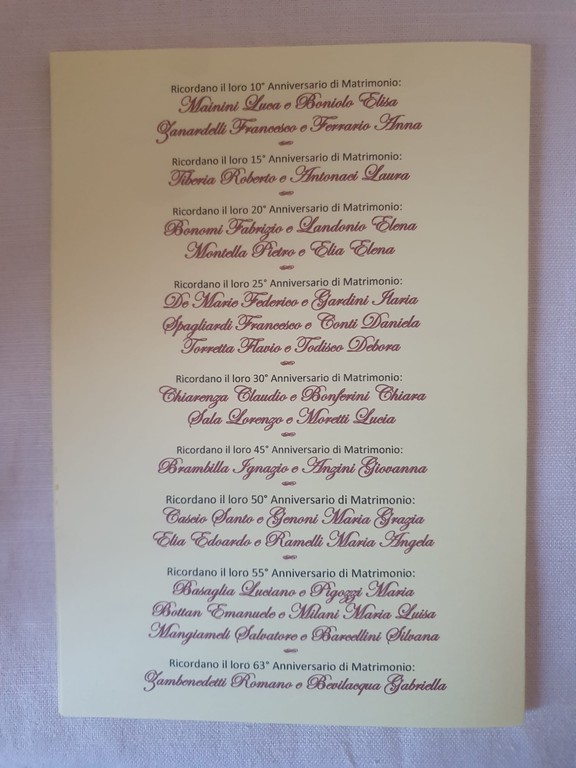 Ricordano il loro 10° Anniversario di Matrimonio:
Mainini Luca e Boniolo Elisa
Zanardelli Francesco e Ferrario Anna
Ricordano il loro 15° Anniversario di Matrimonio:
Tiberia Roberto e Antonaci Laura
Ricordano il loro 20° Anniversario di Matrimonio:
Bonomi Fabrizio e Landonio Elena
Montella Pietro e Elia Elena
Ricordano il loro 25° Anniversario di Matrimonio:
De Marie Federico e Gardini Ilaria
Spagliardi Francesco e Conti Daniela
Torretta Flavio e Todisco Debora
Ricordano il loro 30° Anniversario di Matrimonio:
Chiarenza Claudio e Bonferini Chiara
Sala Lorenzo e Moretti Lucia
Ricordano il loro 45° Anniversario di Matrimonio:
Brambilla Ignazio e Anzini Giovanna
Ricordano il loro 50° Anniversario di Matrimonio:
Cascio Santo e Genoni Maria Grazia
Elia Edoardo e Ramelli Maria Angela
Ricordano il loro 55° Anniversario di Matrimonio:
Basaglia Luciano e Pigozzi Maria
Bottan Emanuele e Milani Maria Luisa
Mangiameli Salvatore e Barcellini Silvana
Ricordano il loro 63° Anniversario di Matrimonio:
Zambenedetti Romano e Bevilacqua Gabriella